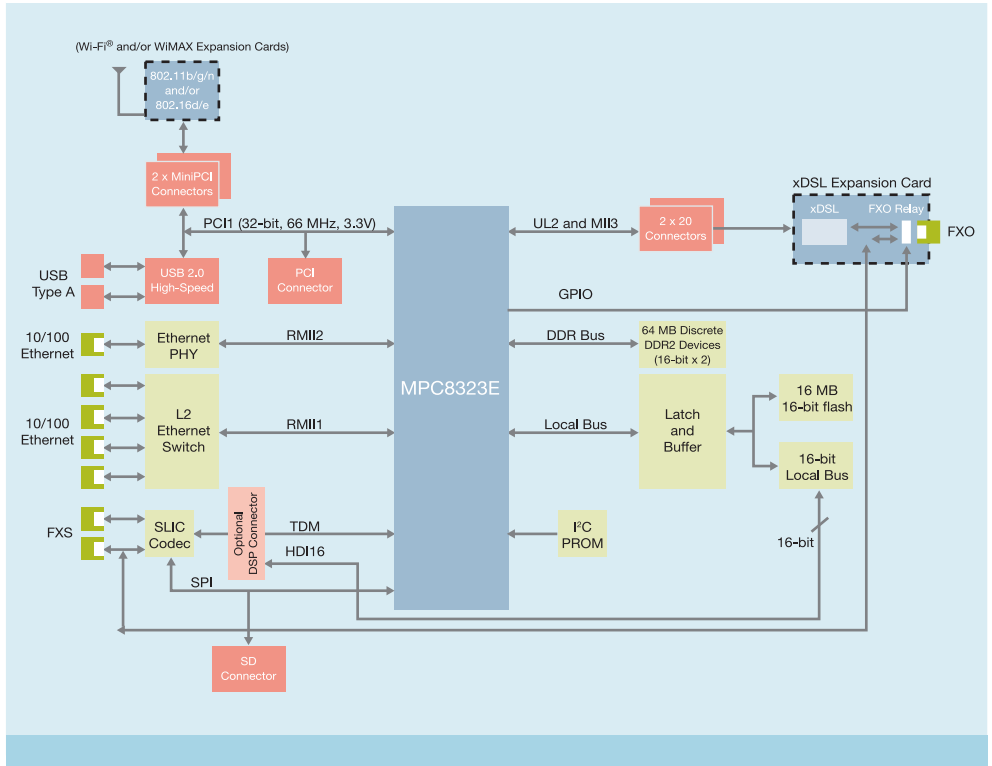 (Wi-Fi® and/or WiMAX Expansion Cards)
802.11b/g/n
and/or
802.16d/e
2 x MiniPCI
Connectors
PCI1 (32-bit, 66 MHz, 3.3V)
USB
Type A
USB 2.0
High-Speed
PCI
Connector
10/100
Ethernet
Ethernet
PHY
RMII2
10/100
Ethernet
L2
Ethernet
Switch
RMII1
FXS
SLIC
Codec
Optional
DSP Connector
TDM
HDI16
SPI
SD
Connector
MPC8323E
UL2 and MII3
2 x 20
Connectors
xDSL Expansion Card
xDSL
FXO Relay
FXO
GPIO
DDR Bus
64 MB Discrete
DDR2 Devices
(16-bit x 2)
Local Bus
Latch
and
Buffer
16 MB
16-bit flash
16-bit
Local Bus
16-bit
I²C
PROM